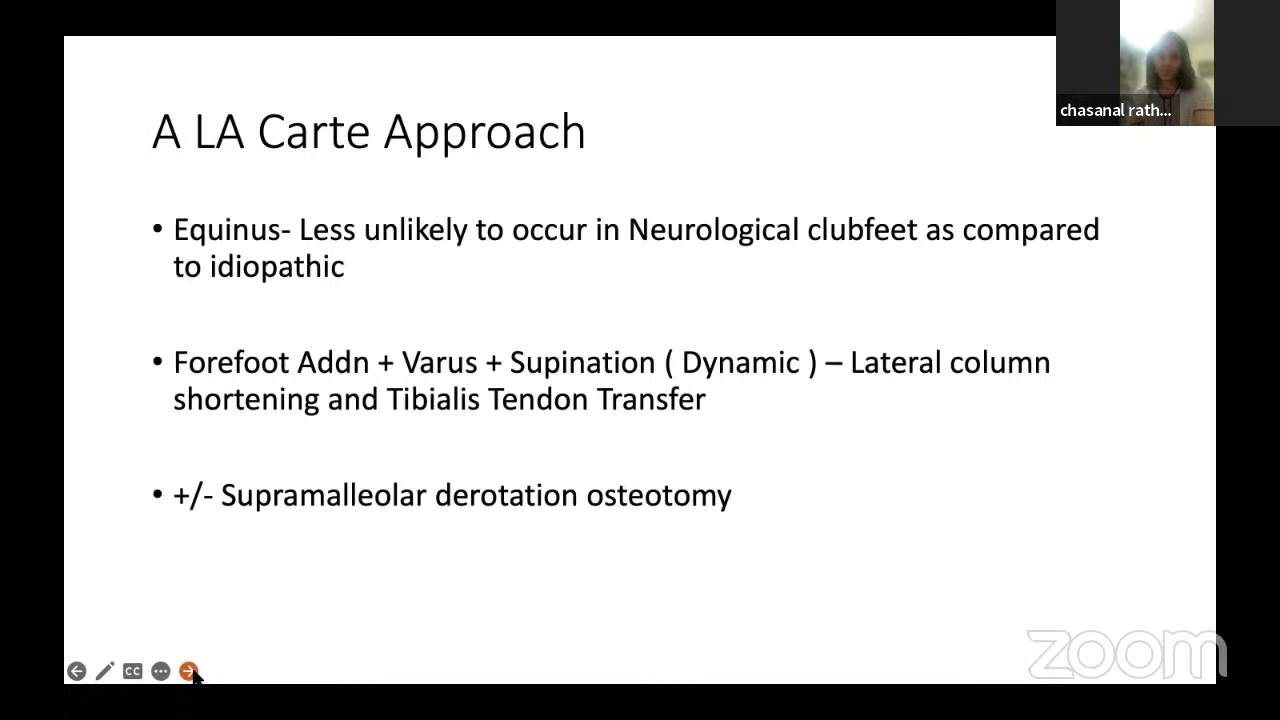 chasanal rath...
A LA Carte Approach
• Equinus- Less unlikely to occur in Neurological clubfeet as compared
to idiopathic
• Forefoot Addn + Varus + Supination ( Dynamic ) – Lateral column
shortening and Tibialis Tendon Transfer
• +/- Supramalleolar derotation osteotomy
CC
zoom